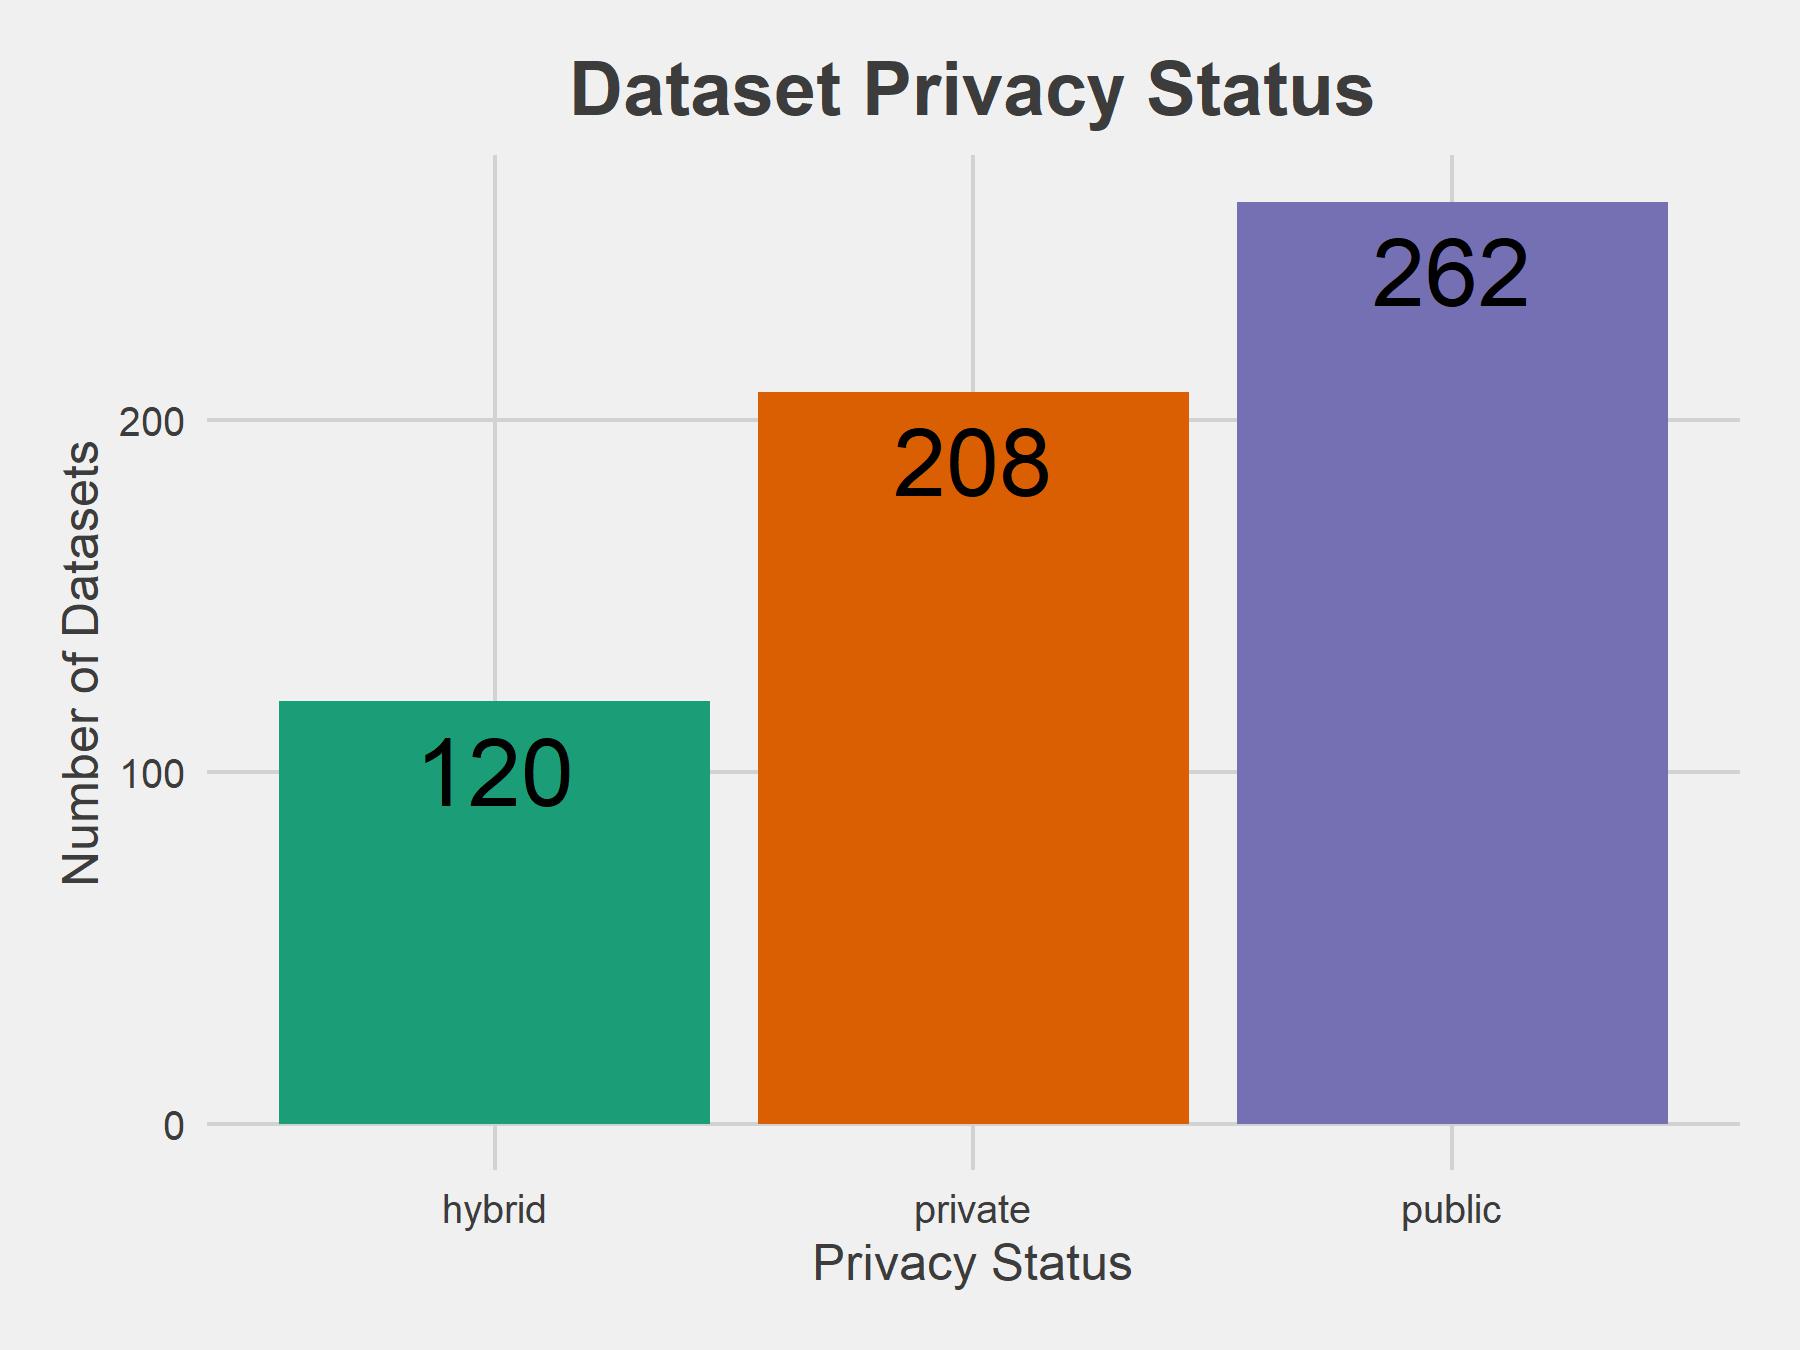 Dataset Privacy Status
Number of Datasets
200
100
0
120
208
262
hybrid private public
Privacy Status